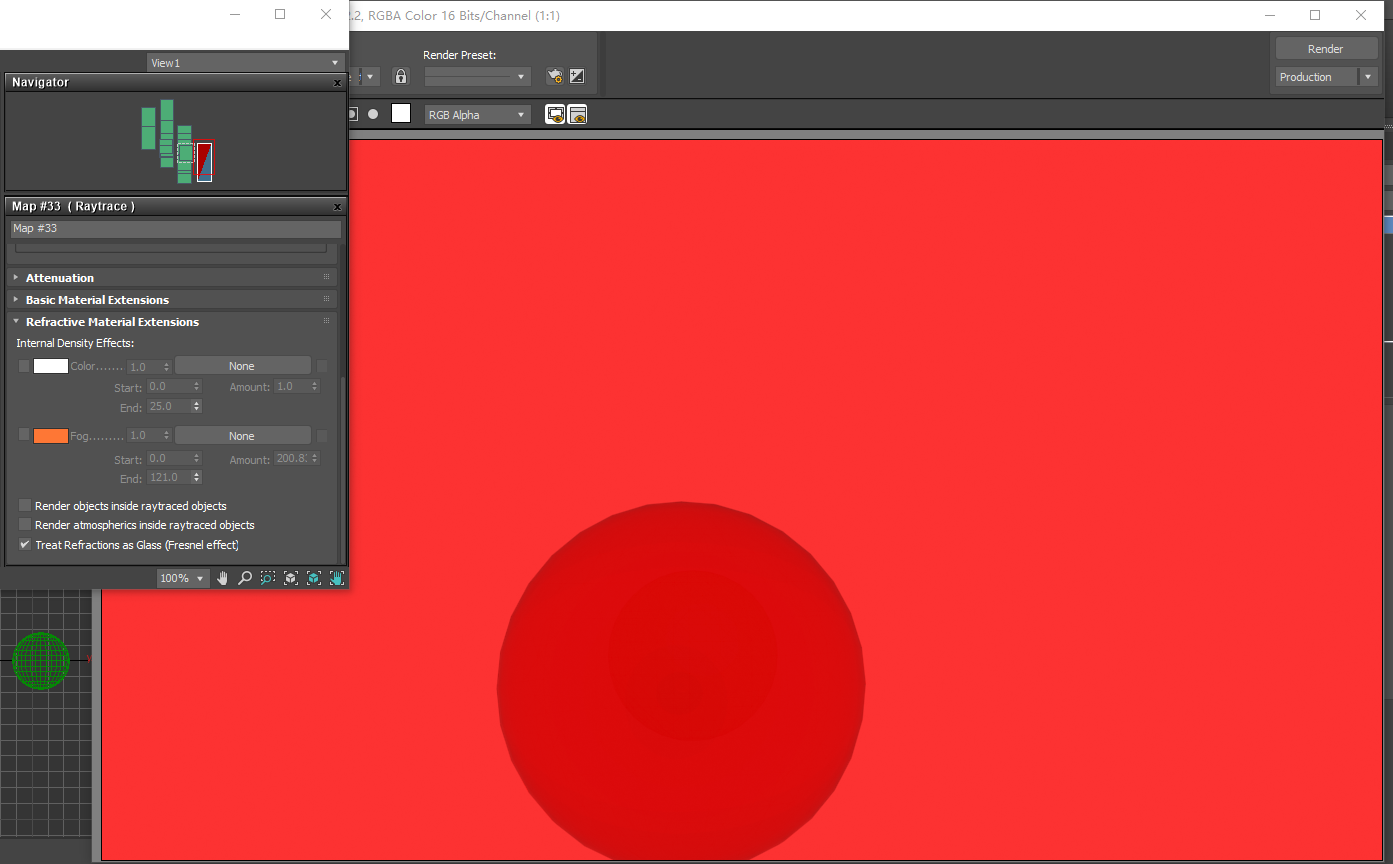 2.2, RGBA Color 16 Bits/Channel (1:1)
View1
Render Preset:
Render
Production
Navigator
RGB Alpha
Map #33 ( Raytrace )
Map #33
Attenuation
Basic Material Extensions
Refractive Material Extensions
Internal Density Effects:
Color....... 1.0 None
Start: 0.0 Amount: 1.0
End: 25.0
Fog......... 1.0 None
Start: 0.0 Amount: 200.8
End: 121.0
Render objects inside raytraced objects
Render atmospherics inside raytraced objects
Treat Refractions as Glass (Fresnel effect)
100%